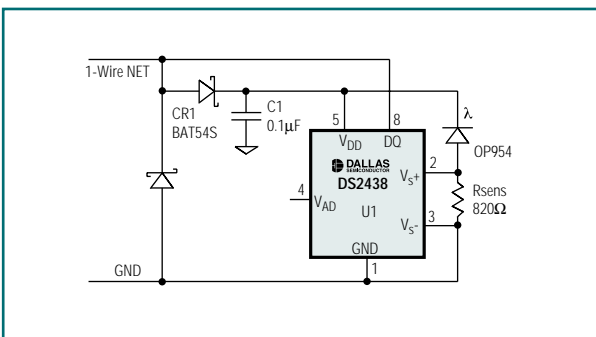 1-Wire NET
CR1
BAT54S
C1
0.1µF
5
8
λ
OP954
VDD
DQ
DALLAS
SEMICONDUCTOR
DS2438
2
VS+
4
VAD
U1
Rsens
820Ω
3
VS-
GND
1
GND